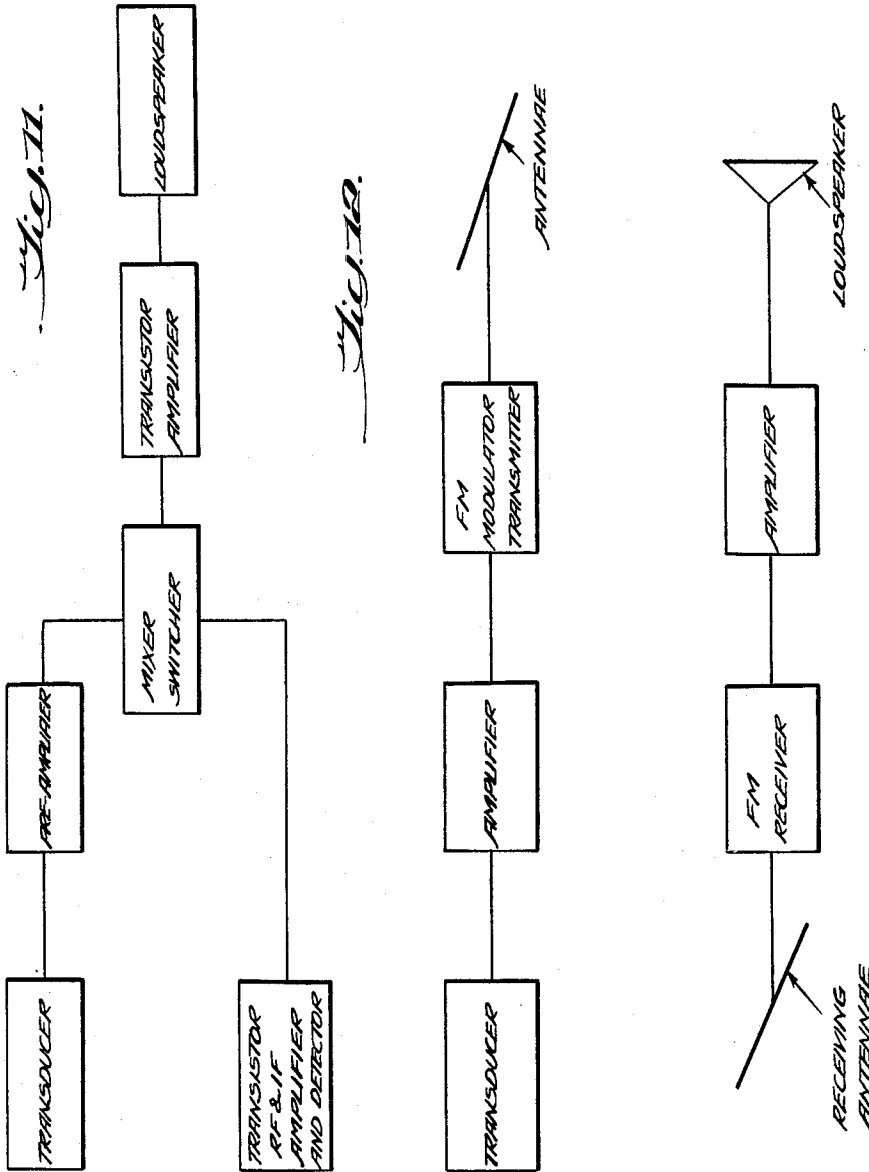 Fig. 11.
TRANSDUCER
PRE-AMPLIFIER
TRANSISTOR
RF & IF
AMPLIFIER
AND DETECTOR
MIXER
SWITCHER
TRANSISTOR
AMPLIFIER
LOUDSPEAKER
Fig. 12.
TRANSDUCER
AMPLIFIER
FM
MODULATOR
TRANSMITTER
ANTENNAE
RECEIVING
ANTENNAE
FM
RECEIVER
AMPLIFIER
LOUDSPEAKER